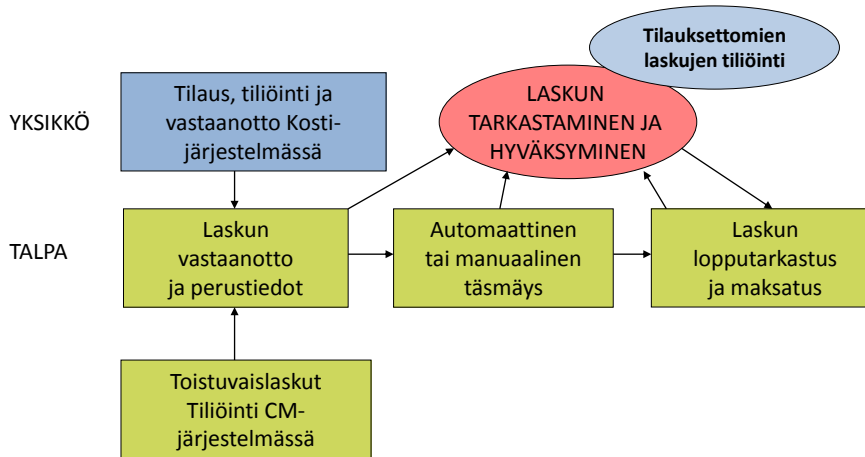 Tilauksettomien
laskujen tiliöinti
YKSIKKÖ
Tilaus, tiliöinti ja
vastaanotto Kosti-
järjestelmässä
LASKUN
TARKASTAMINEN JA
HYVÄKSYMINEN
TALPA
Laskun
vastaanotto
ja perustiedot
Automaattinen
tai manuaalinen
täsmäys
Laskun
lopputarkastus
ja maksatus
Toistuvaislaskut
Tiliöinti CM-
järjestelmässä